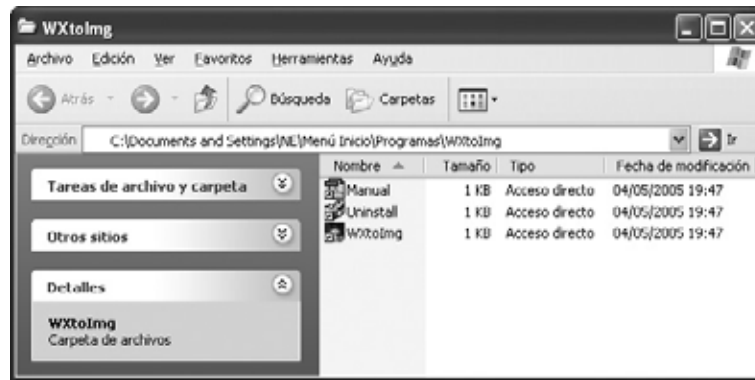 WXtoImg
Archivo Edición Ver Favoritos Herramientas Ayuda
Atrás Búsqueda Carpetas
Dirección C:\Documents and Settings\NE\Menú Inicio\Programas\WXtoImg Ir
Nombre Tamaño Tipo Fecha de modificación
Tareas de archivo y carpeta
Manual 1 KB Acceso directo 04/05/2005 19:47
Uninstall 1 KB Acceso directo 04/05/2005 19:47
Otros sitios
WXtoImg 1 KB Acceso directo 04/05/2005 19:47
Detalles
WXtoImg
Carpeta de archivos